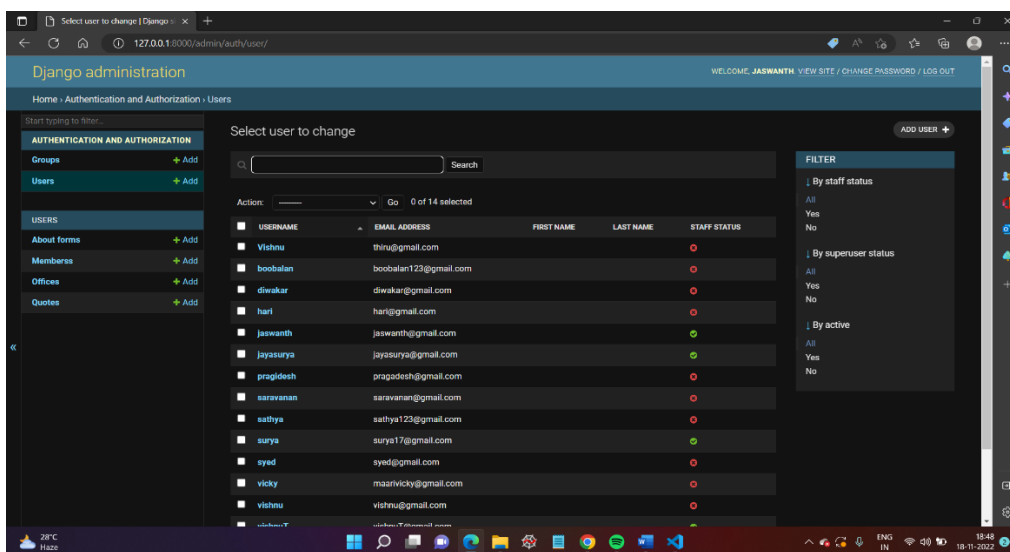 Select user to change | Django si
127.0.0.1:8000/admin/auth/user/
Django administration
WELCOME, JASWANTH. VIEW SITE / CHANGE PASSWORD / LOG OUT
Home › Authentication and Authorization › Users
Start typing to filter...
AUTHENTICATION AND AUTHORIZATION
Groups + Add
Users + Add
USERS
About forms + Add
Memberss + Add
Offices + Add
Quotes + Add
Select user to change
ADD USER +
Search
Action: --------- Go 0 of 14 selected
USERNAME EMAIL ADDRESS FIRST NAME LAST NAME STAFF STATUS
Vishnu thiru@gmail.com
boobalan boobalan123@gmail.com
diwakar diwakar@gmail.com
hari hari@gmail.com
jaswanth jaswanth@gmail.com
jayasurya jayasurya@gmail.com
pragidesh pragadesh@gmail.com
saravanan saravanan@gmail.com
sathya sathya123@gmail.com
surya surya17@gmail.com
syed syed@gmail.com
vicky maarivicky@gmail.com
vishnu vishnu@gmail.com
vishnuT vishnuT@gmail.com
FILTER
↓ By staff status
All
Yes
No
↓ By superuser status
All
Yes
No
↓ By active
All
Yes
No
28°C
Haze
ENG
IN
18:48
18-11-2022